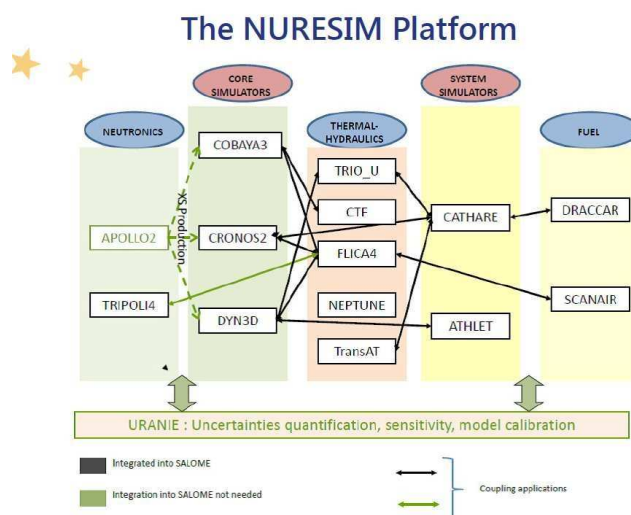 The NURESIM Platform
CORE
SIMULATORS
SYSTEM
SIMULATORS
NEUTRONICS
THERMAL-
HYDRAULICS
FUEL
COBAYA3
TRIO_U
CTF
CATHARE
DRACCAR
XS Production
APOLLO2
CRONOS2
FLICA4
TRIPOLI4
SCANAIR
DYN3D
NEPTUNE
ATHLET
TransAT
URANIE : Uncertainties quantification, sensitivity, model calibration
Integrated into SALOME
Integration into SALOME not needed
Coupling applications